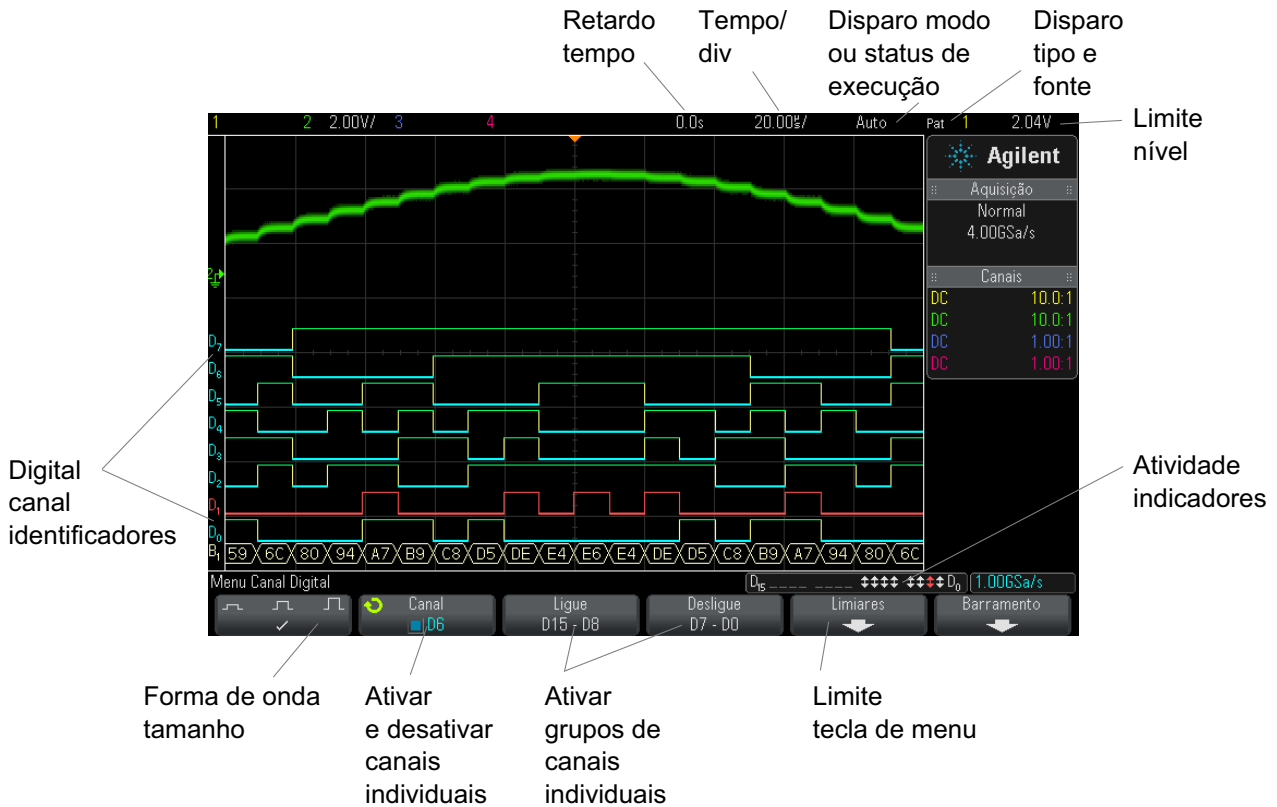 Retardo
tempo
Tempo/
div
Disparo modo
ou status de
execução
Disparo
tipo e
fonte
Limite
nível
1 2 2.00V/ 3 4 0.0s 20.00㎲/ Auto Pat 1 2.04V
Agilent
Aquisição
Normal
4.00GSa/s
Canais
DC 10.0:1
DC 10.0:1
DC 1.00:1
DC 1.00:1
2
D7
D6
D5
D4
D3
D2
D1
D0
B1 59 6C 80 94 A7 B9 C8 D5 DE E4 E6 E4 DE D5 C8 B9 A7 94 80 6C
Digital
canal
identificadores
Atividade
indicadores
Menu Canal Digital
D15 D0 1.00GSa/s
Canal
D6
Ligue
D15 - D8
Desligue
D7 - D0
Limiares
Barramento
Forma de onda
tamanho
Ativar
e desativar
canais
individuais
Ativar
grupos de
canais
individuais
Limite
tecla de menu